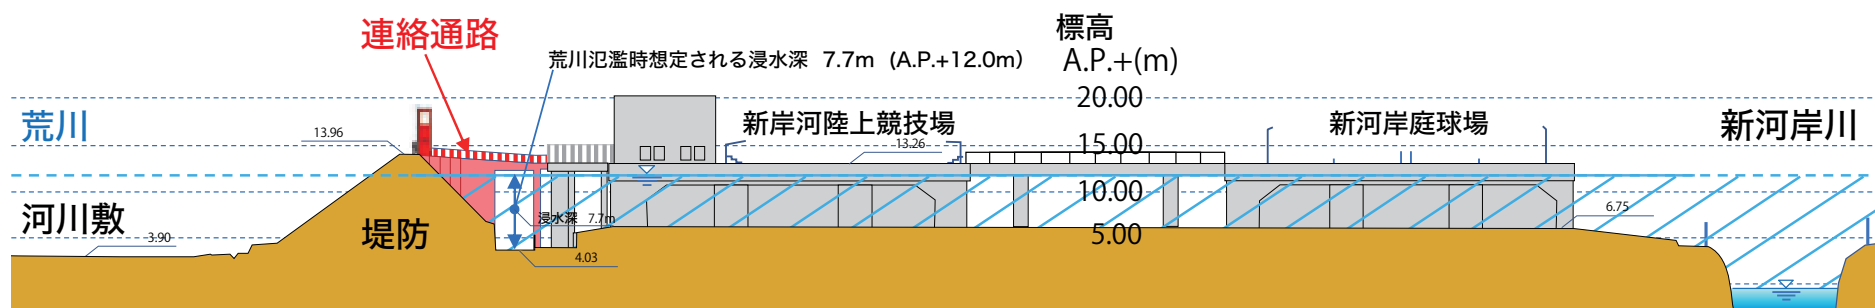 連絡通路
標高
A.P.+(m)
荒川氾濫時想定される浸水深 7.7m (A.P.+12.0m)
20.00
荒川
13.96
新岸河陸上競技場
13.26
15.00
新河岸庭球場
新河岸川
10.00
河川敷
3.90
堤防
浸水深 7.7m
4.03
5.00
6.75